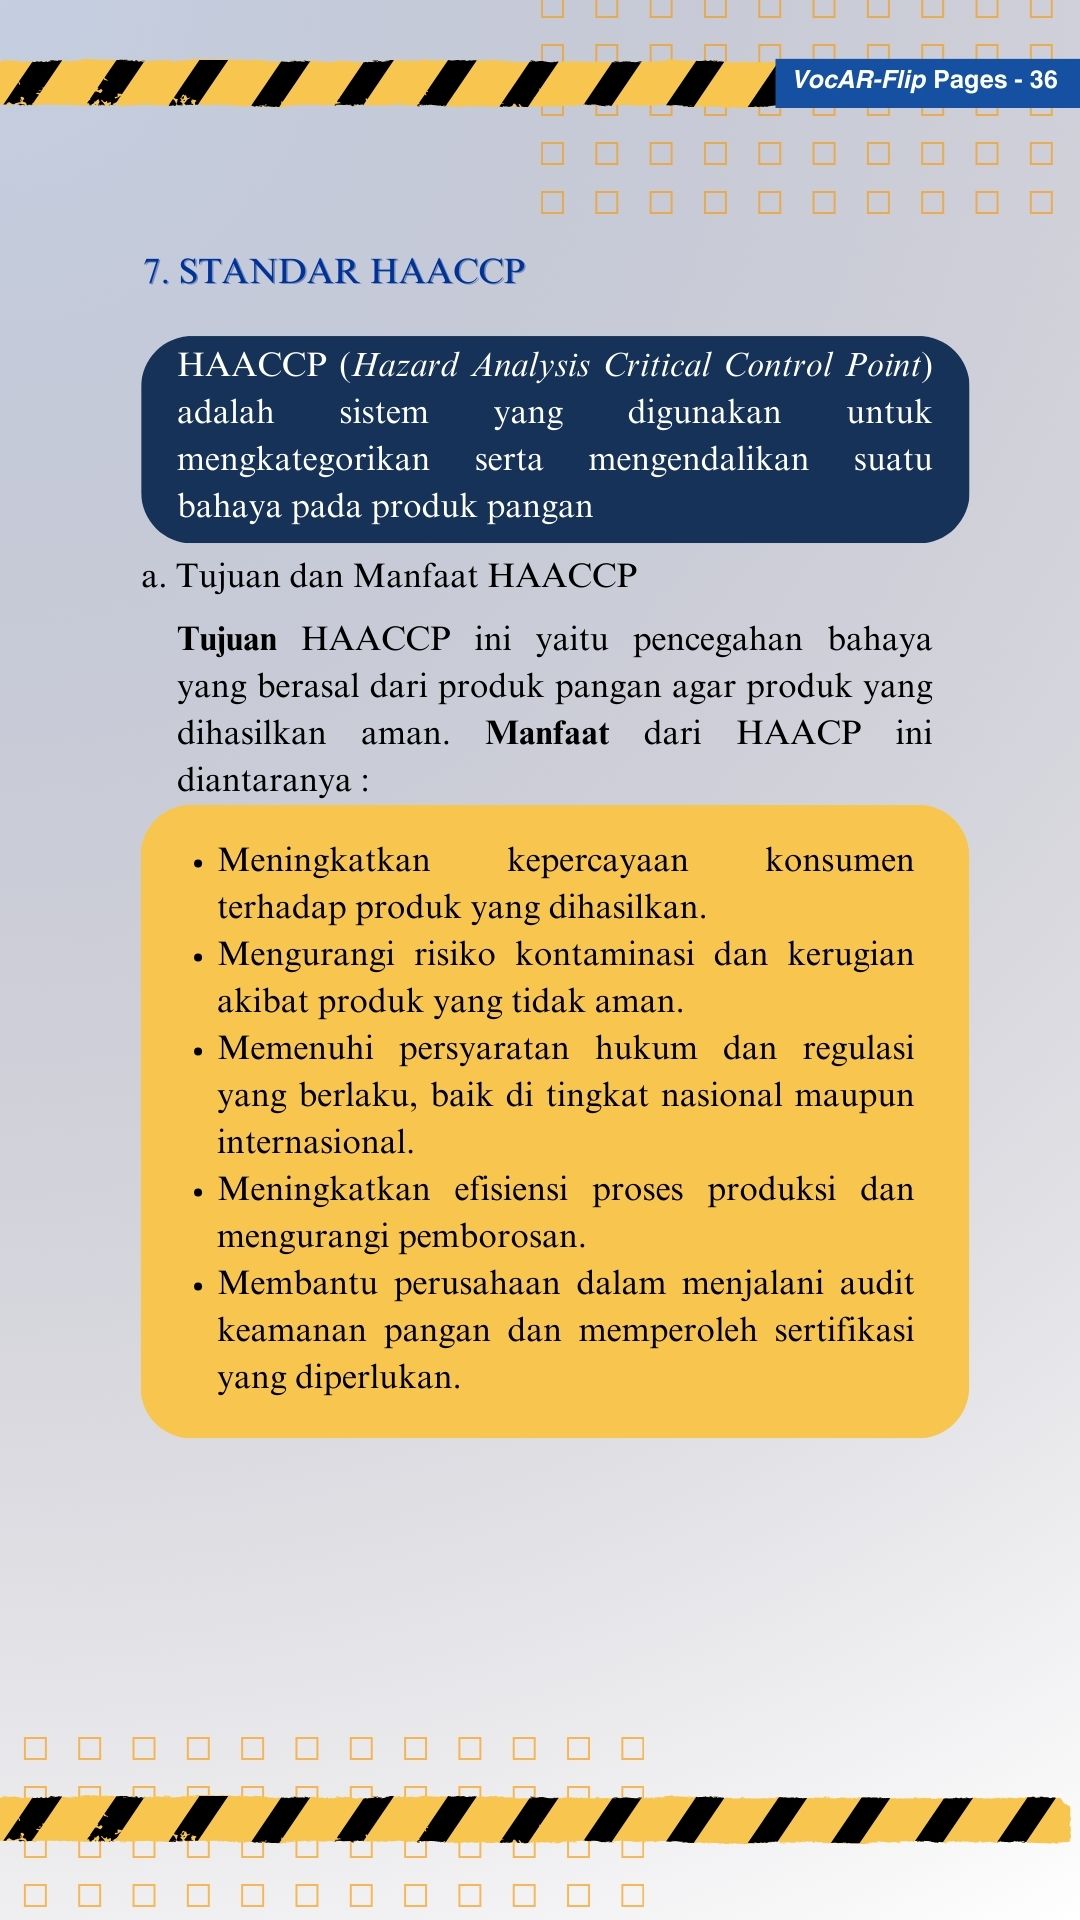 VocAR-Flip Pages - 36
7. STANDAR HAACCP
HAACCP (Hazard Analysis Critical Control Point)
adalah sistem yang digunakan untuk
mengkategorikan serta mengendalikan suatu
bahaya pada produk pangan
a. Tujuan dan Manfaat HAACCP
Tujuan HAACCP ini yaitu pencegahan bahaya
yang berasal dari produk pangan agar produk yang
dihasilkan aman. Manfaat dari HAACP ini
diantaranya :
• Meningkatkan kepercayaan konsumen
terhadap produk yang dihasilkan.
• Mengurangi risiko kontaminasi dan kerugian
akibat produk yang tidak aman.
• Memenuhi persyaratan hukum dan regulasi
yang berlaku, baik di tingkat nasional maupun
internasional.
• Meningkatkan efisiensi proses produksi dan
mengurangi pemborosan.
• Membantu perusahaan dalam menjalani audit
keamanan pangan dan memperoleh sertifikasi
yang diperlukan.